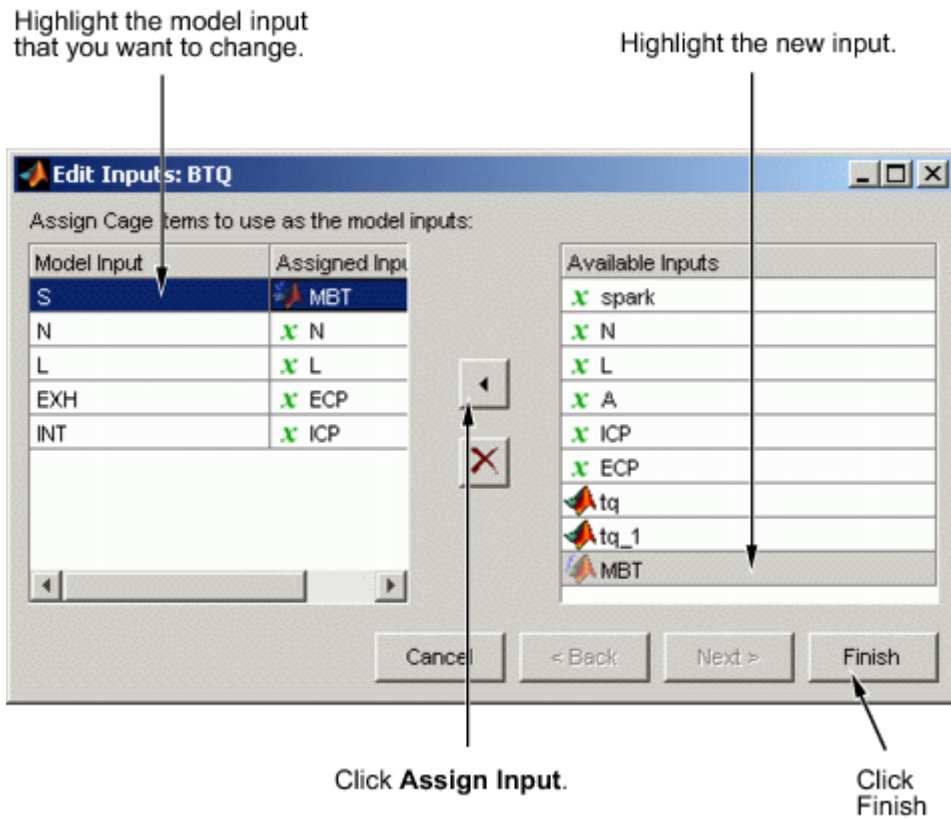 Highlight the model input
that you want to change.
Highlight the new input.
Edit Inputs: BTQ
Assign Cage items to use as the model inputs:
Model Input Assigned Inpu
S MBT
N x N
L x L
EXH x ECP
INT x ICP
Available Inputs
x spark
x N
x L
x A
x ICP
x ECP
tq
tq_1
MBT
Cancel < Back Next > Finish
Click Assign Input.
Click
Finish